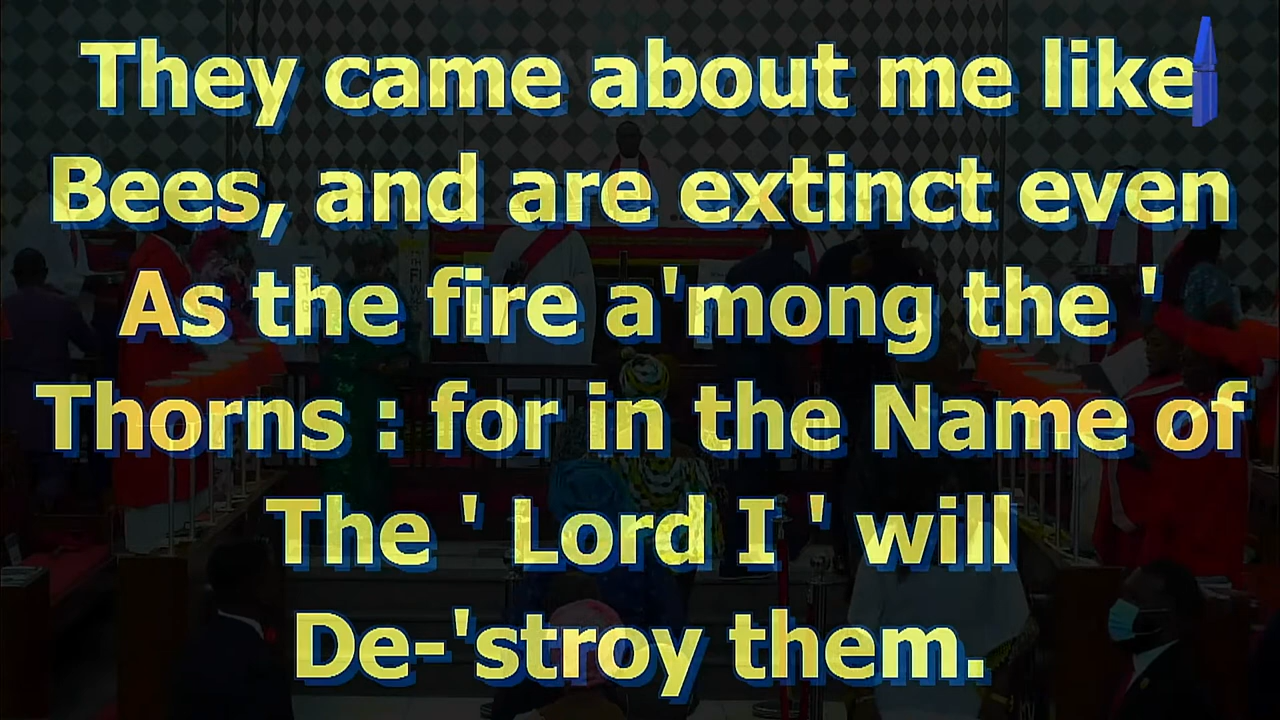 They came about me like
Bees, and are extinct even
As the fire a'mong the '
Thorns : for in the Name of
The ' Lord I ' will
De-'stroy them.